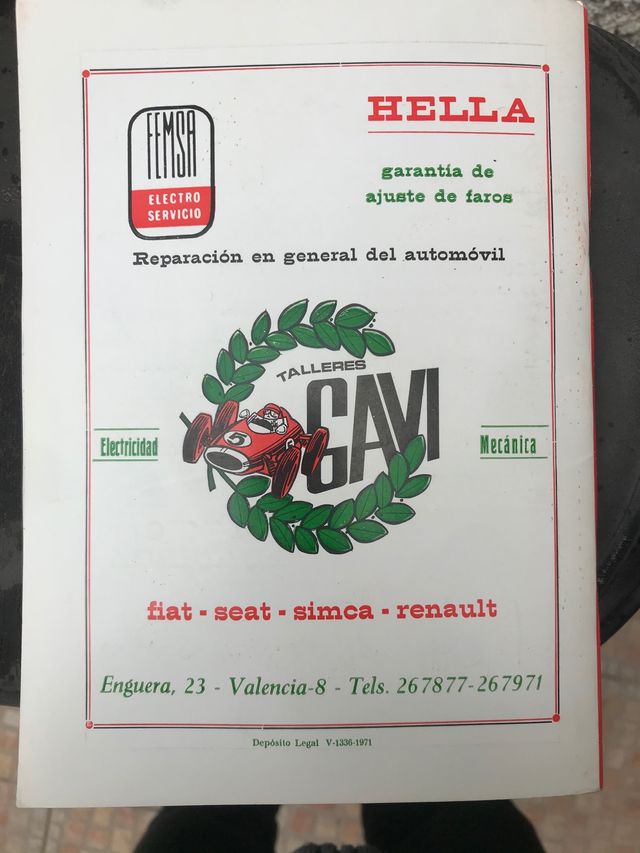 FEMSA
ELECTRO
SERVICIO
HELLA
garantía de
ajuste de faros
Reparación en general del automóvil
TALLERES
GAVI
5
Electricidad
Mecánica
fiat - seat - simca - renault
Enguera, 23 - Valencia-8 - Tels. 267877-267971
Depósito Legal V-1336-1971